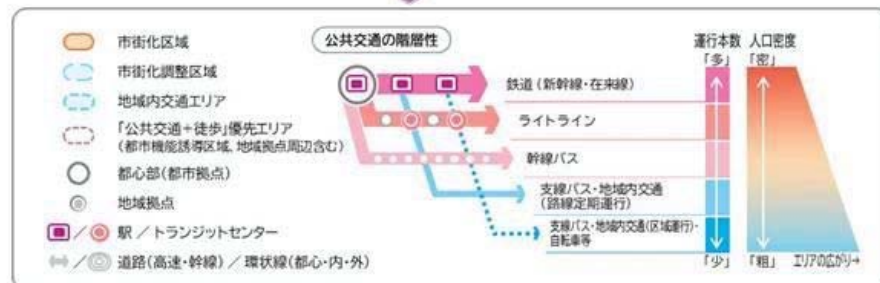 市街化区域
市街化調整区域
地域内交通エリア
「公共交通+徒歩」優先エリア
(都市機能誘導区域、地域拠点周辺含む)
都心部(都市拠点)
地域拠点
駅/トランジットセンター
道路(高速・幹線)/環状線(都心・内・外)
公共交通の階層性
鉄道(新幹線・在来線)
ライトライン
幹線バス
支線バス・地域内交通
(路線定期運行)
支線バス・地域内交通(区域運行)・
自転車等
運行本数 人口密度
「多」 「密」
「少」 「粗」 エリアの広がり→